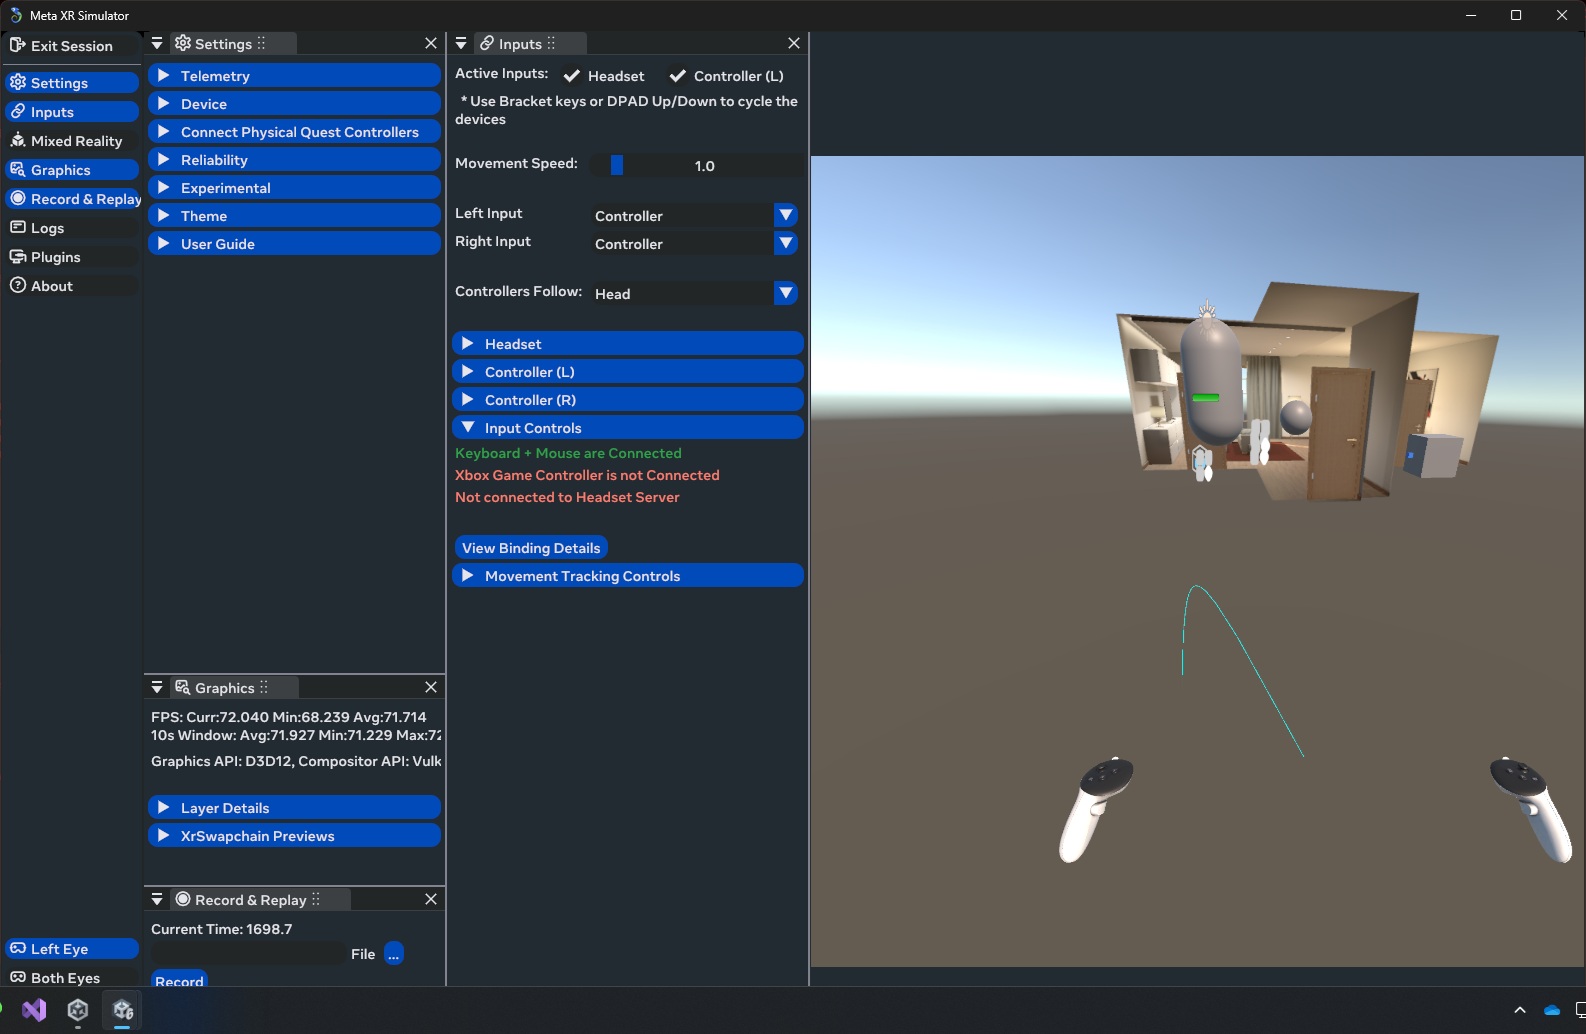 Meta XR Simulator
Exit Session
Settings
Inputs
Mixed Reality
Graphics
Record & Replay
Logs
Plugins
About
Left Eye
Both Eyes
Settings
Telemetry
Device
Connect Physical Quest Controllers
Reliability
Experimental
Theme
User Guide
Graphics
FPS: Curr:72.040 Min:68.239 Avg:71.714
10s Window: Avg:71.927 Min:71.229 Max:72
Graphics API: D3D12, Compositor API: Vulk
Layer Details
XrSwapchain Previews
Record & Replay
Current Time: 1698.7
File ...
Record
Inputs
Active Inputs: Headset Controller (L)
* Use Bracket keys or DPAD Up/Down to cycle the
devices
Movement Speed: 1.0
Left Input Controller
Right Input Controller
Controllers Follow: Head
Headset
Controller (L)
Controller (R)
Input Controls
Keyboard + Mouse are Connected
Xbox Game Controller is not Connected
Not connected to Headset Server
View Binding Details
Movement Tracking Controls